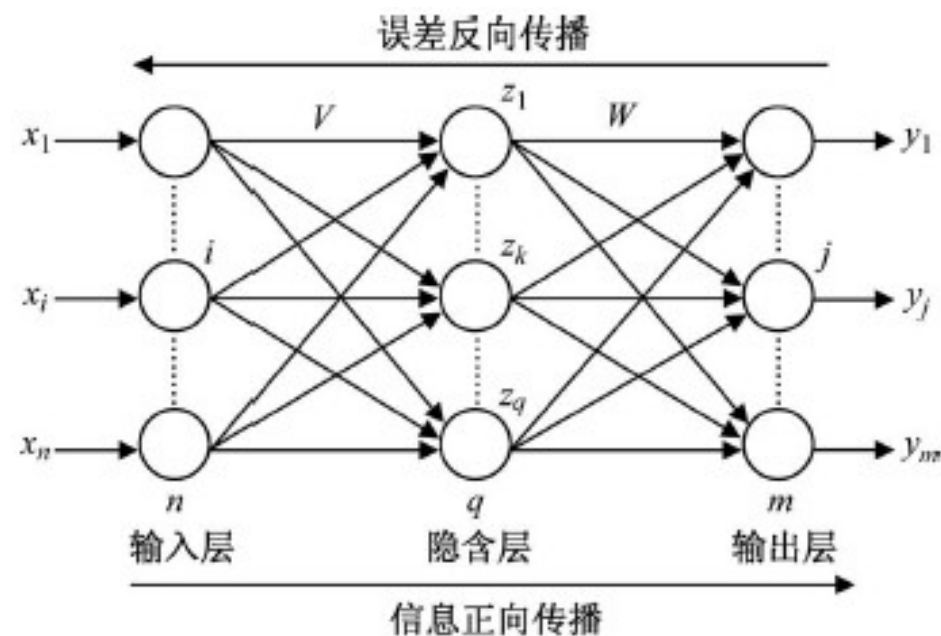 误差反向传播
x1 V z1 W y1
xi i zk j yj
xn zq ym
n q m
输入层 隐含层 输出层
信息正向传播